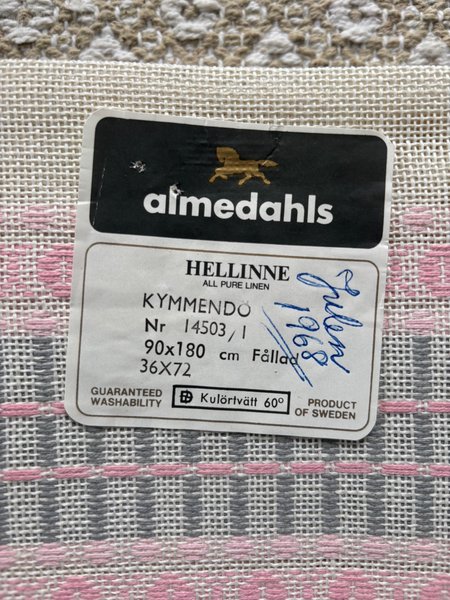 almedahls
HELLINNE
ALL PURE LINEN
KYMMENDÖ
Nr 14503/1
90x180 cm Fållad
36X72
Julen
1968
GUARANTEED
WASHABILITY
Kulörtvätt 60°
PRODUCT
OF SWEDEN